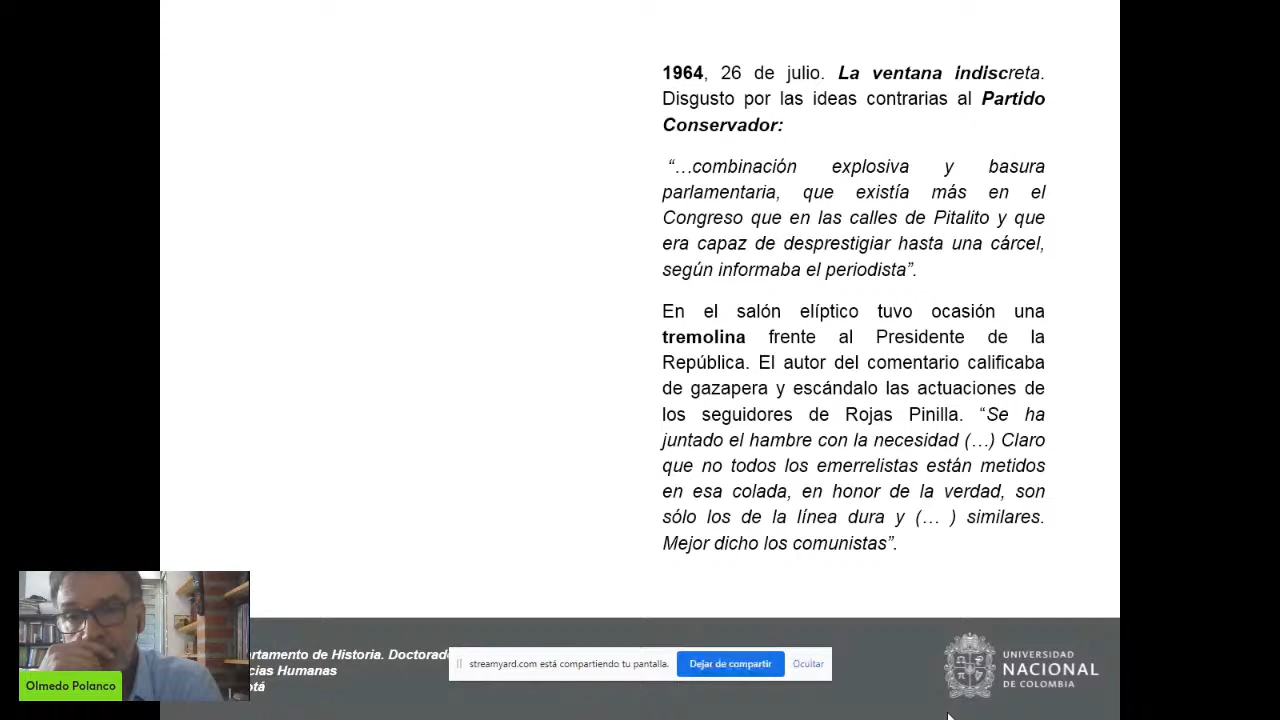 1964, 26 de julio. La ventana indiscreta.
Disgusto por las ideas contrarias al Partido
Conservador:
“…combinación explosiva y basura
parlamentaria, que existía más en el
Congreso que en las calles de Pitalito y que
era capaz de desprestigiar hasta una cárcel,
según informaba el periodista”.
En el salón elíptico tuvo ocasión una
tremolina frente al Presidente de la
República. El autor del comentario calificaba
de gazapera y escándalo las actuaciones de
los seguidores de Rojas Pinilla. “Se ha
juntado el hambre con la necesidad (…) Claro
que no todos los emerrelistas están metidos
en esa colada, en honor de la verdad, son
sólo los de la línea dura y (… ) similares.
Mejor dicho los comunistas”.
Olmedo Polanco
artamento de Historia. Doctorado
cias Humanas
tá
streamyard.com está compartiendo tu pantalla.
Dejar de compartir
Ocultar
UNIVERSIDAD
NACIONAL
DE COLOMBIA